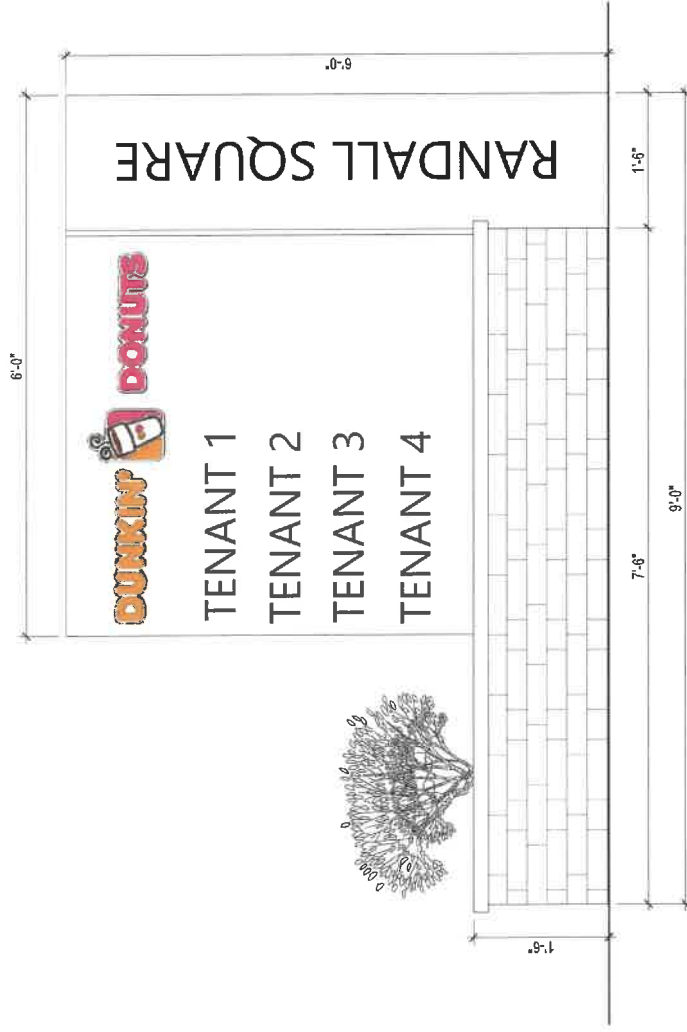 6'-0"
6'-0"
DUNKIN' DONUTS
TENANT 1
TENANT 2
TENANT 3
TENANT 4
RANDALL SQUARE
1'-6"
7'-6"
1'-6"
9'-0"